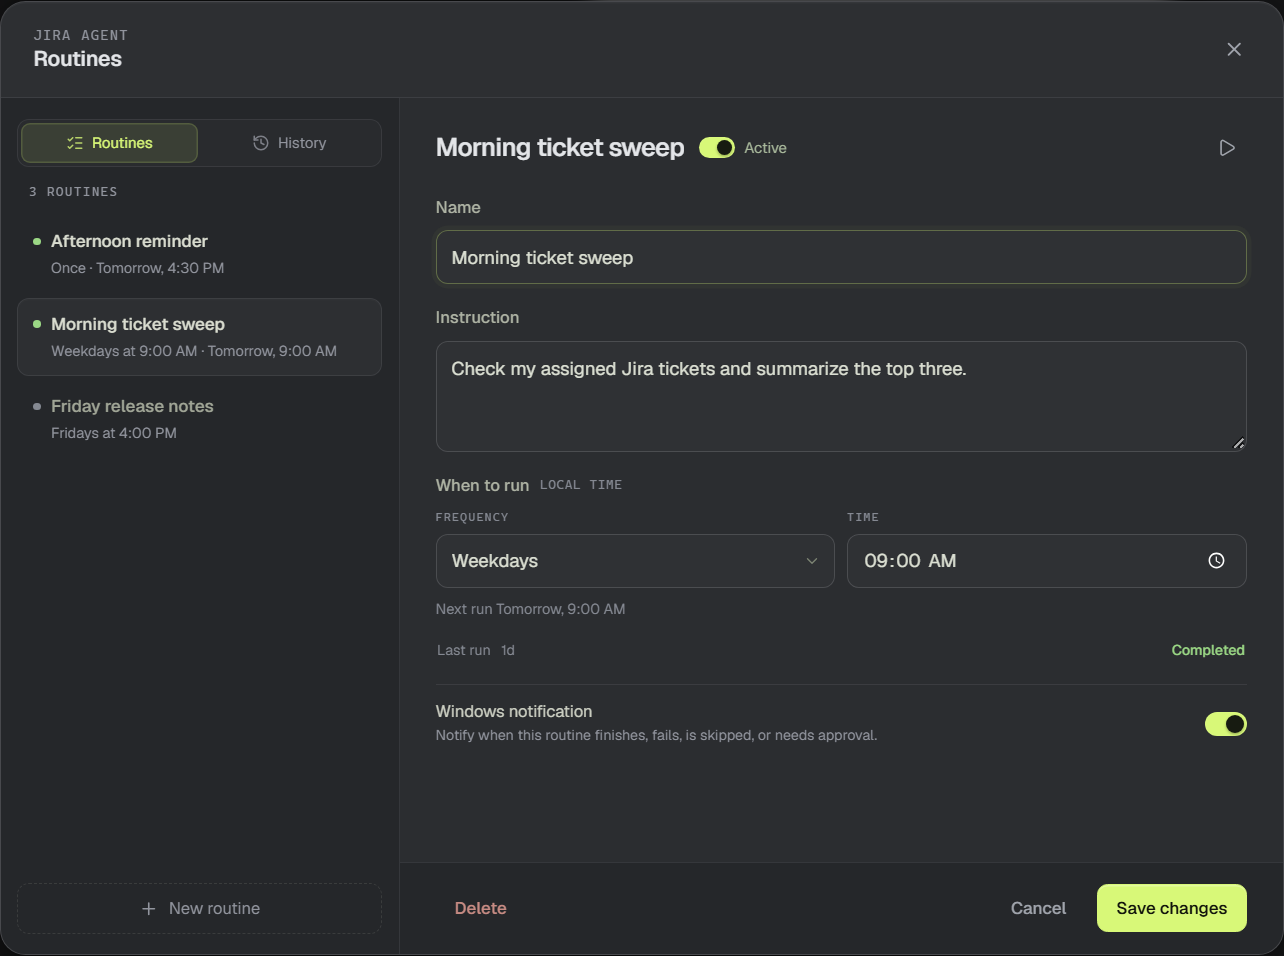 JIRA AGENT
Routines
Routines
History
3 ROUTINES
Afternoon reminder
Once · Tomorrow, 4:30 PM
Morning ticket sweep
Weekdays at 9:00 AM · Tomorrow, 9:00 AM
Friday release notes
Fridays at 4:00 PM
New routine
Morning ticket sweep
Active
Name
Morning ticket sweep
Instruction
Check my assigned Jira tickets and summarize the top three.
When to run LOCAL TIME
FREQUENCY
TIME
Weekdays
09:00 AM
Next run Tomorrow, 9:00 AM
Last run 1d
Completed
Windows notification
Notify when this routine finishes, fails, is skipped, or needs approval.
Delete
Cancel
Save changes